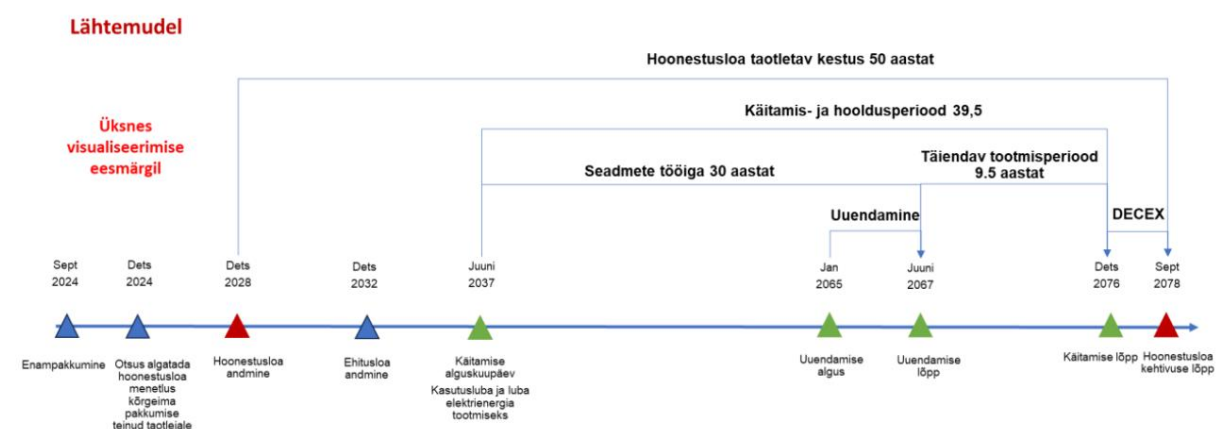 Lähtemudel
Hoonestusloa taotletav kestus 50 aastat
Käitamis- ja hooldusperiood 39,5
Üksnes
visualiseerimise
eesmärgil
Seadmete tööiga 30 aastat
Täiendav tootmisperiood
9.5 aastat
Uuendamine
DECEX
Sept
2024
Dets
2024
Dets
2028
Dets
2032
Juuni
2037
Jan
2065
Juuni
2067
Dets
2076
Sept
2078
Enampakkumine
Otsus algatada
hoonestusloa
menetlus
kõrgeima
pakkumise
teinud taotlejale
Hoonestusloa
andmine
Ehitusloa
andmine
Käitamise
alguskuupäev
Kasutusluba ja luba
elektrienergia
tootmiseks
Uuendamise
algus
Uuendamise
lõpp
Käitamise lõpp
Hoonestusloa
kehtivuse lõpp